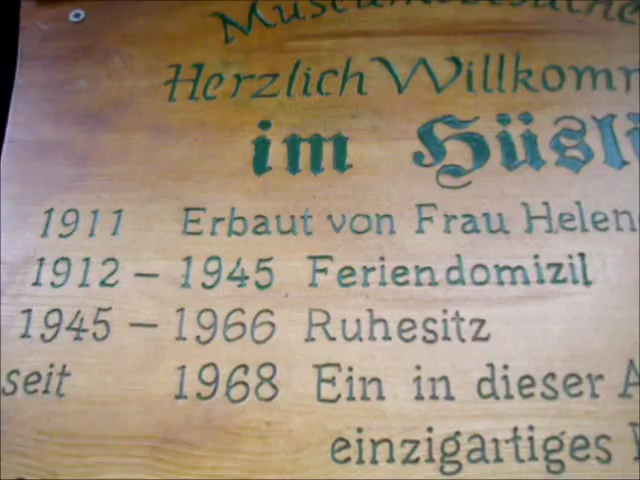 Museumsbesuche
Herzlich Willkomm
im Hüsli
1911 Erbaut von Frau Helen
1912 – 1945 Feriendomizil
1945 – 1966 Ruhesitz
seit 1968 Ein in dieser A
einzigartiges